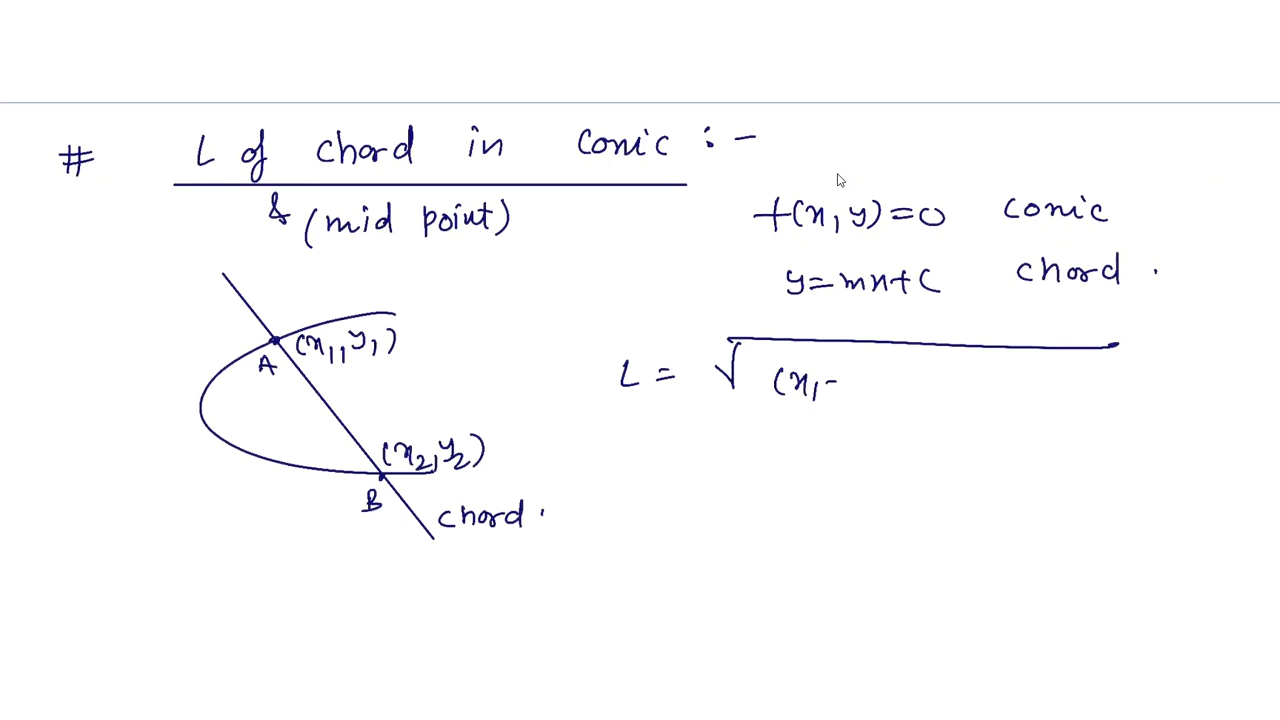 # L of chord in conic :-
& (mid point)
f(x, y) = 0 conic
y = mx + c chord .
(x₁, y₁)
A
L = √(x₁ -
(x₂, y₂)
B
chord .